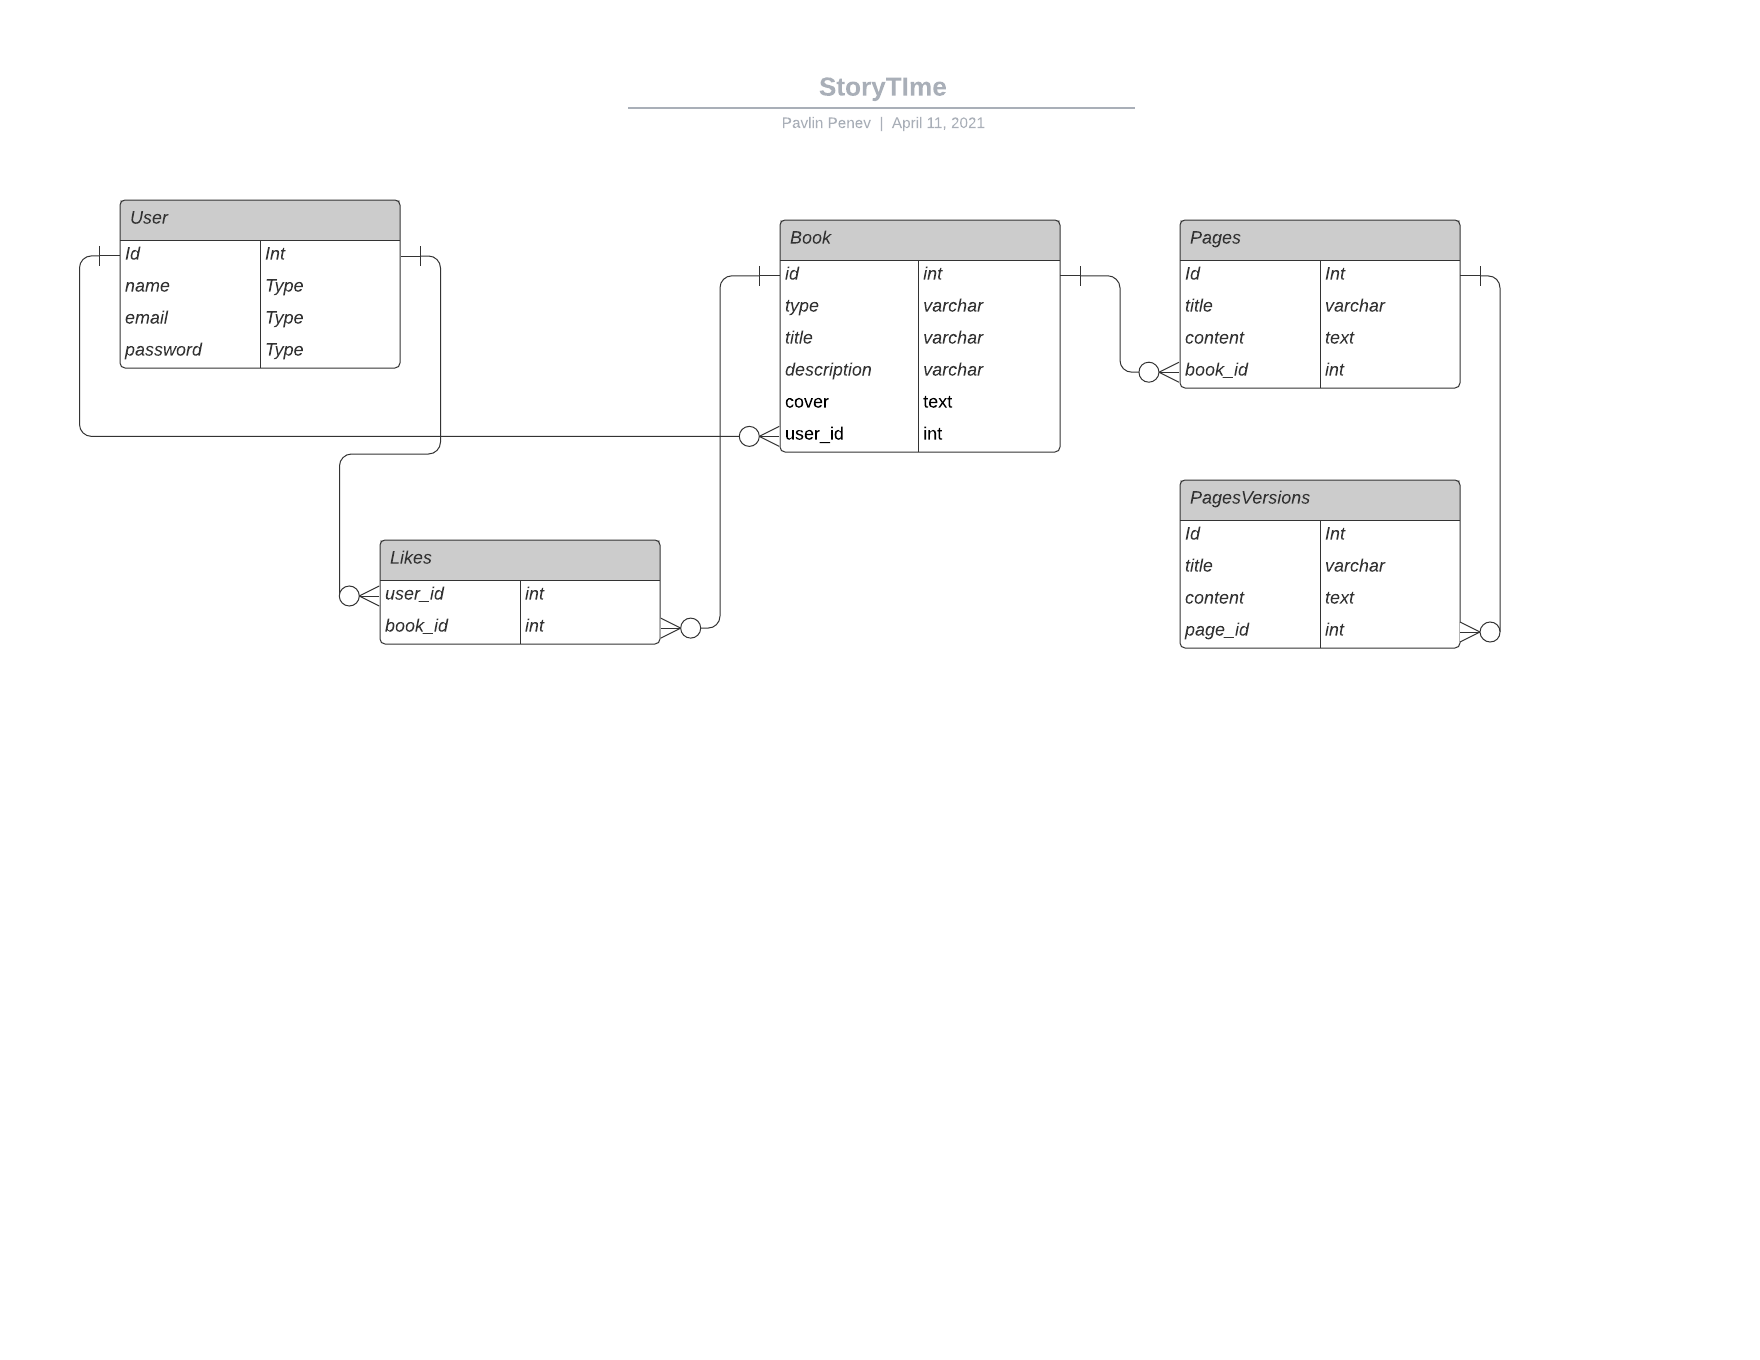 StoryTIme
Pavlin Penev | April 11, 2021
User
Id Int
name Type
email Type
password Type
Book
id int
type varchar
title varchar
description varchar
cover text
user_id int
Pages
Id Int
title varchar
content text
book_id int
Likes
user_id int
book_id int
PagesVersions
Id Int
title varchar
content text
page_id int